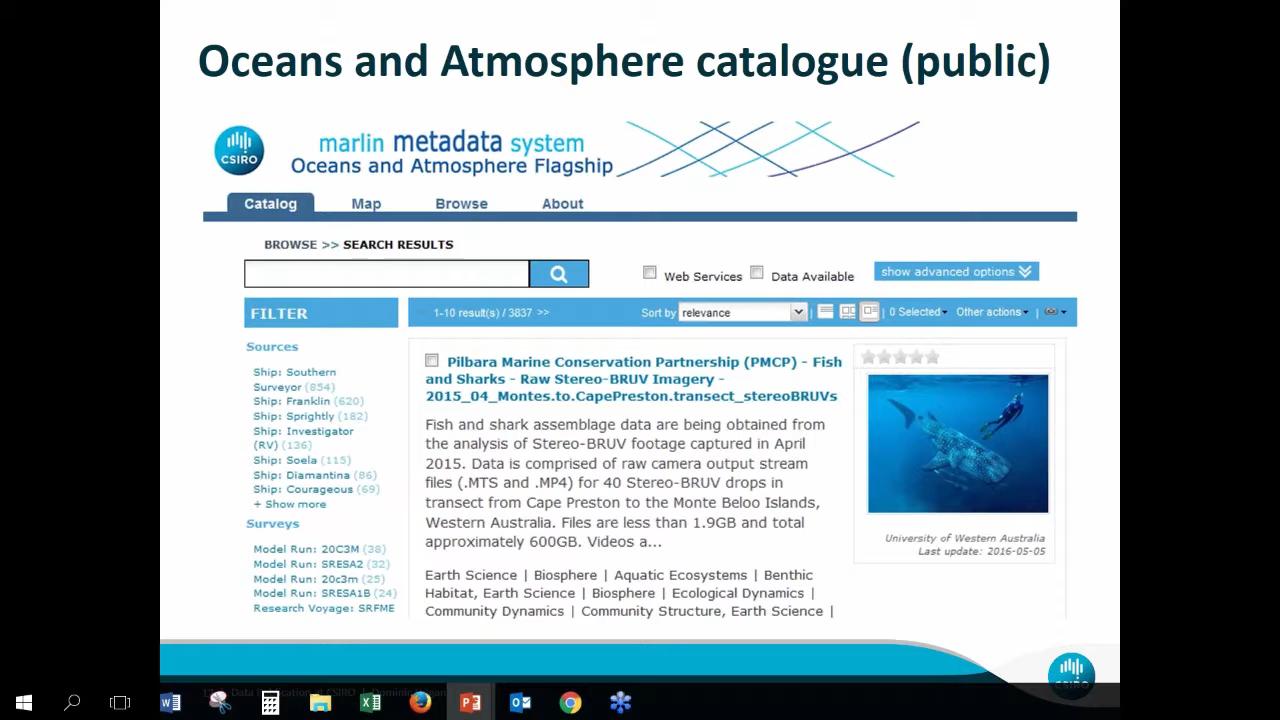 Oceans and Atmosphere catalogue (public)
CSIRO
marlin metadata system
Oceans and Atmosphere Flagship
Catalog Map Browse About
BROWSE >> SEARCH RESULTS
Web Services Data Available show advanced options
FILTER
1-10 result(s) / 3837 >> Sort by relevance 0 Selected Other actions
Sources
Ship: Southern
Surveyor (854)
Ship: Franklin (620)
Ship: Sprightly (182)
Ship: Investigator
(RV) (136)
Ship: Soela (115)
Ship: Diamantina (86)
Ship: Courageous (69)
+ Show more
Surveys
Model Run: 20C3M (38)
Model Run: SRESA2 (32)
Model Run: 20c3m (25)
Model Run: SRESA1B (24)
Research Voyage: SRFME
Pilbara Marine Conservation Partnership (PMCP) - Fish
and Sharks - Raw Stereo-BRUV Imagery -
2015_04_Montes.to.CapePreston.transect_stereoBRUVs
Fish and shark assemblage data are being obtained from
the analysis of Stereo-BRUV footage captured in April
2015. Data is comprised of raw camera output stream
files (.MTS and .MP4) for 40 Stereo-BRUV drops in
transect from Cape Preston to the Monte Beloo Islands,
Western Australia. Files are less than 1.9GB and total
approximately 600GB. Videos a...
Earth Science | Biosphere | Aquatic Ecosystems | Benthic
Habitat, Earth Science | Biosphere | Ecological Dynamics |
Community Dynamics | Community Structure, Earth Science |
University of Western Australia
Last update: 2016-05-05
CSIRO